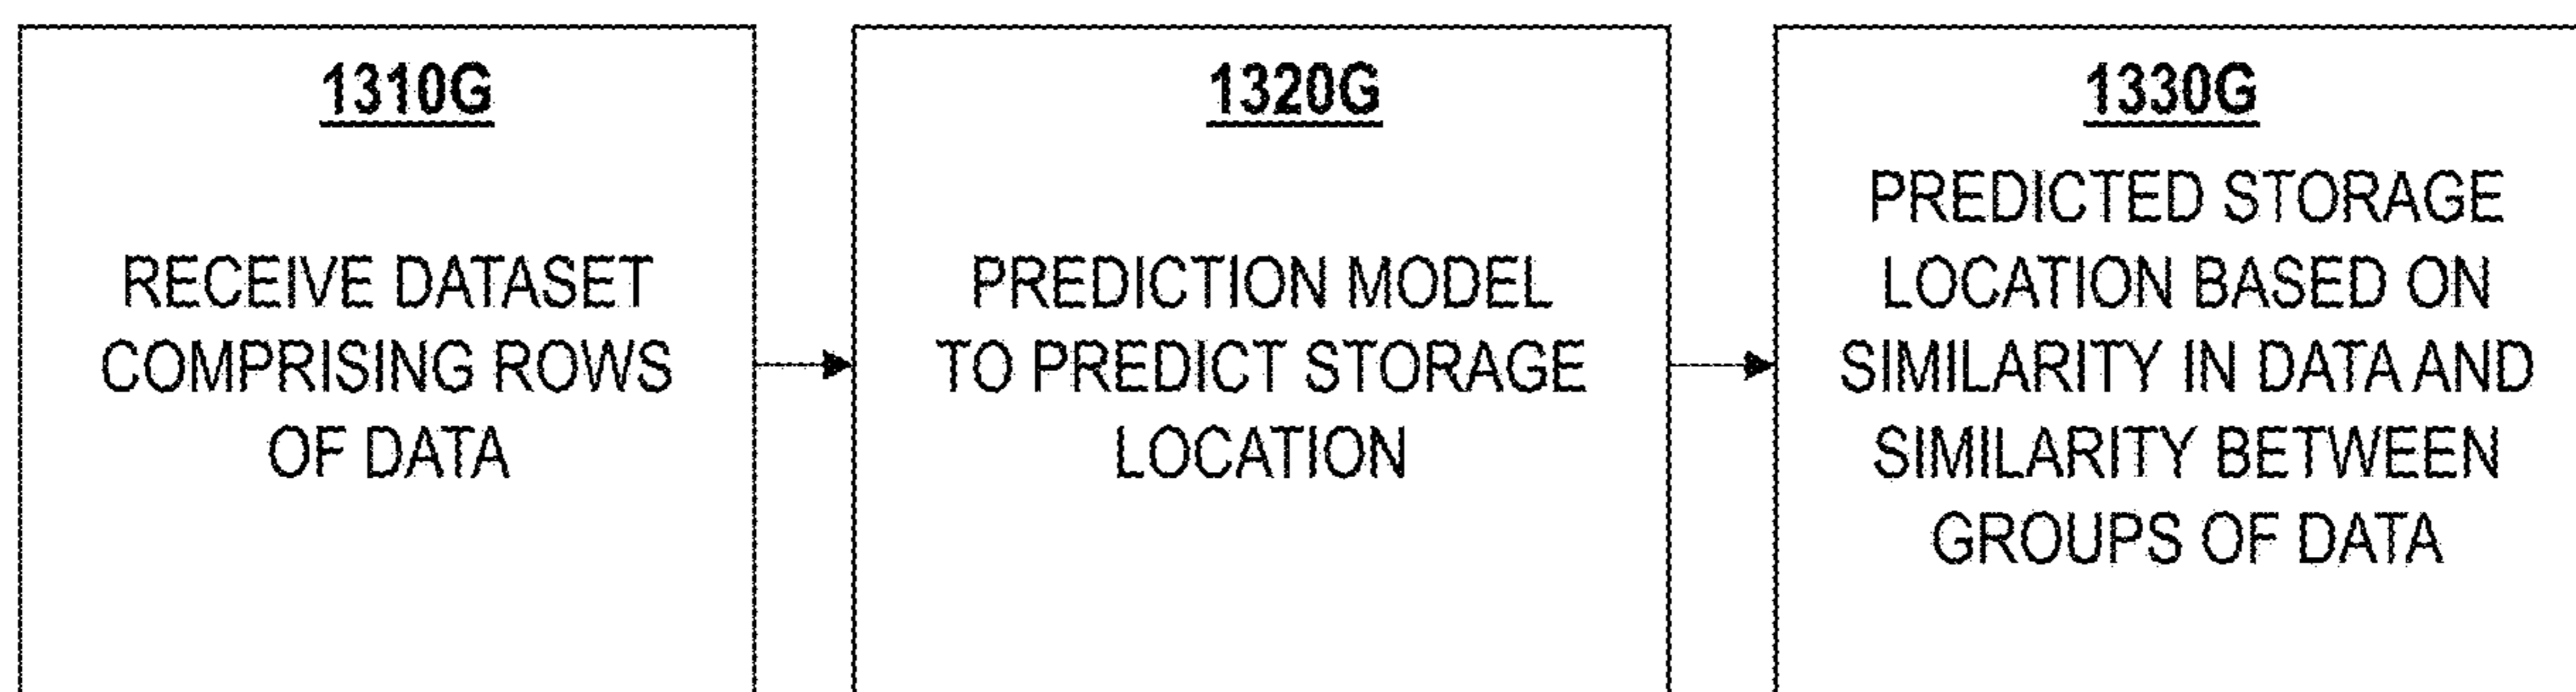 1310G
RECEIVE DATASET
COMPRISING ROWS
OF DATA
1320G
PREDICTION MODEL
TO PREDICT STORAGE
LOCATION
1330G
PREDICTED STORAGE
LOCATION BASED ON
SIMILARITY IN DATA AND
SIMILARITY BETWEEN
GROUPS OF DATA